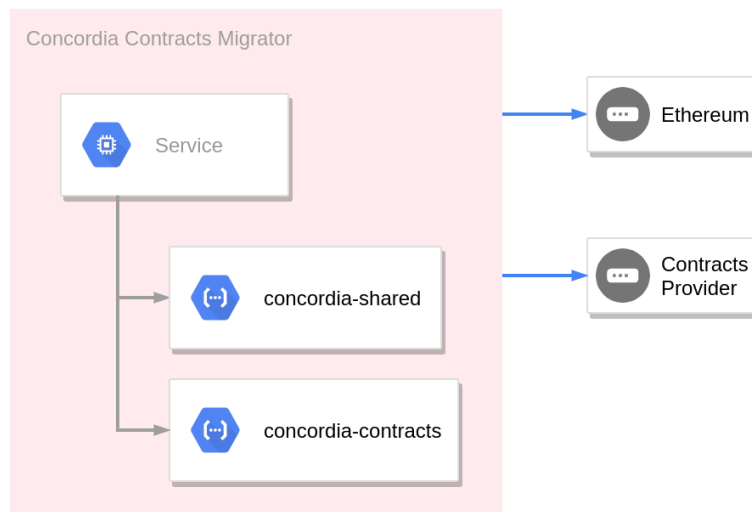 Concordia Contracts Migrator
Service
concordia-shared
concordia-contracts
Ethereum
Contracts
Provider